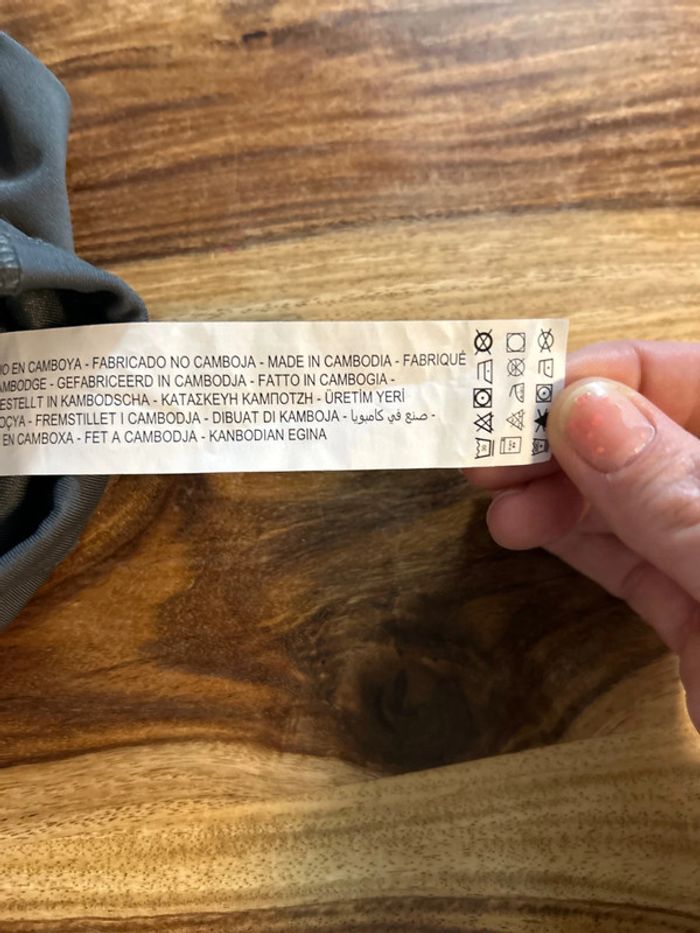 EN CAMBOYA - FABRICADO NO CAMBOJA - MADE IN CAMBODIA - FABRIQUÉ
AMBODGE - GEFABRICEERD IN CAMBODJA - FATTO IN CAMBOGIA -
ESTELLT IN KAMBODSCHA - ΚΑΤΑΣΚΕΥΗ ΚΑΜΠΟΤΖΗ - ÜRETİM YERİ
OÇYA - FREMSTILLET I CAMBODJA - DIBUAT DI KAMBOJA - صنع في كامبوبا -
EN CAMBOXA - FET A CAMBODJA - KANBODIAN EGINA